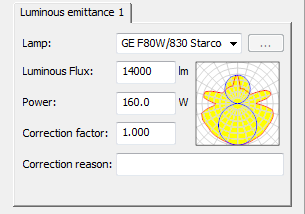 Luminous emittance 1
Lamp: GE F80W/830 Starco ...
Luminous Flux: 14000 lm
Power: 160.0 W
Correction factor: 1.000
Correction reason: